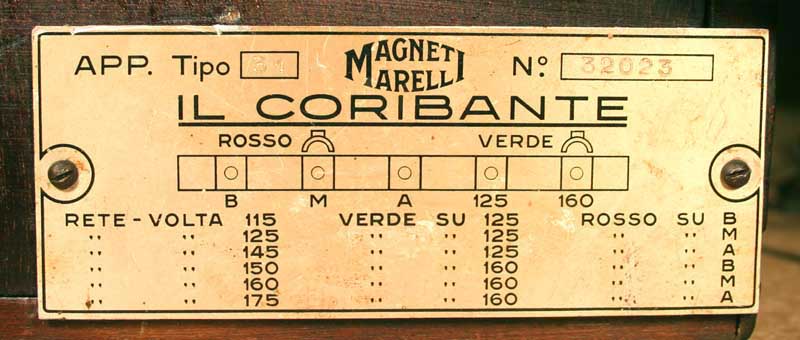 APP. Tipo 81 MAGNETI MARELLI N.º 32023
IL CORIBANTE
ROSSO VERDE
B M A 125 160
RETE - VOLTA 115 VERDE SU 125 ROSSO SU B
" " 125 " " 125 " " M
" " 145 " " 125 " " A
" " 150 " " 160 " " B
" " 160 " " 160 " " M
" " 175 " " 160 " " A